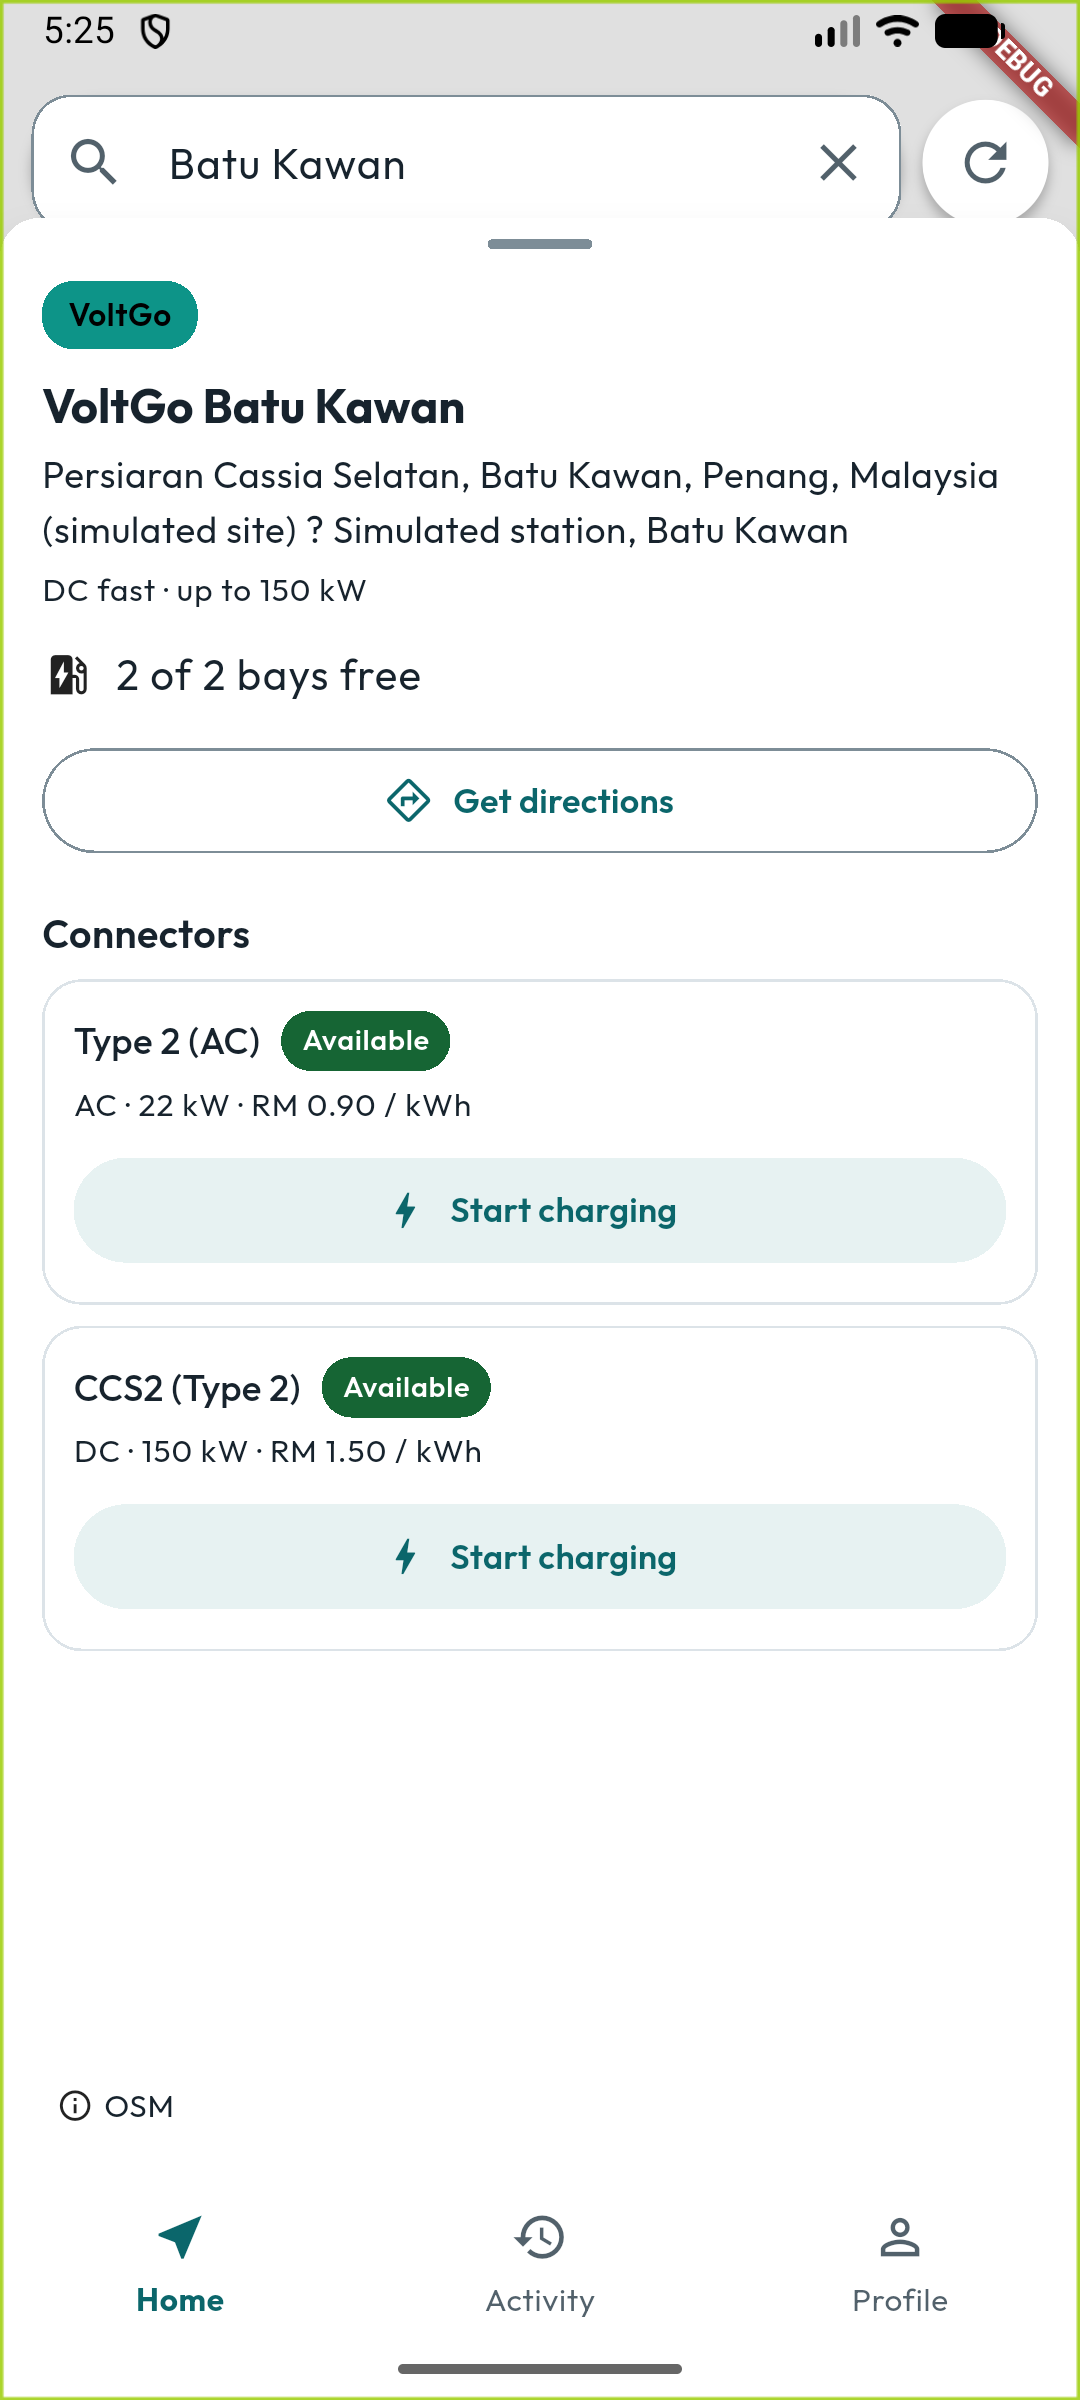 5:25
EBUG
Batu Kawan
VoltGo
VoltGo Batu Kawan
Persiaran Cassia Selatan, Batu Kawan, Penang, Malaysia
(simulated site) ? Simulated station, Batu Kawan
DC fast · up to 150 kW
2 of 2 bays free
Get directions
Connectors
Type 2 (AC) Available
AC · 22 kW · RM 0.90 / kWh
Start charging
CCS2 (Type 2) Available
DC · 150 kW · RM 1.50 / kWh
Start charging
OSM
Home Activity Profile